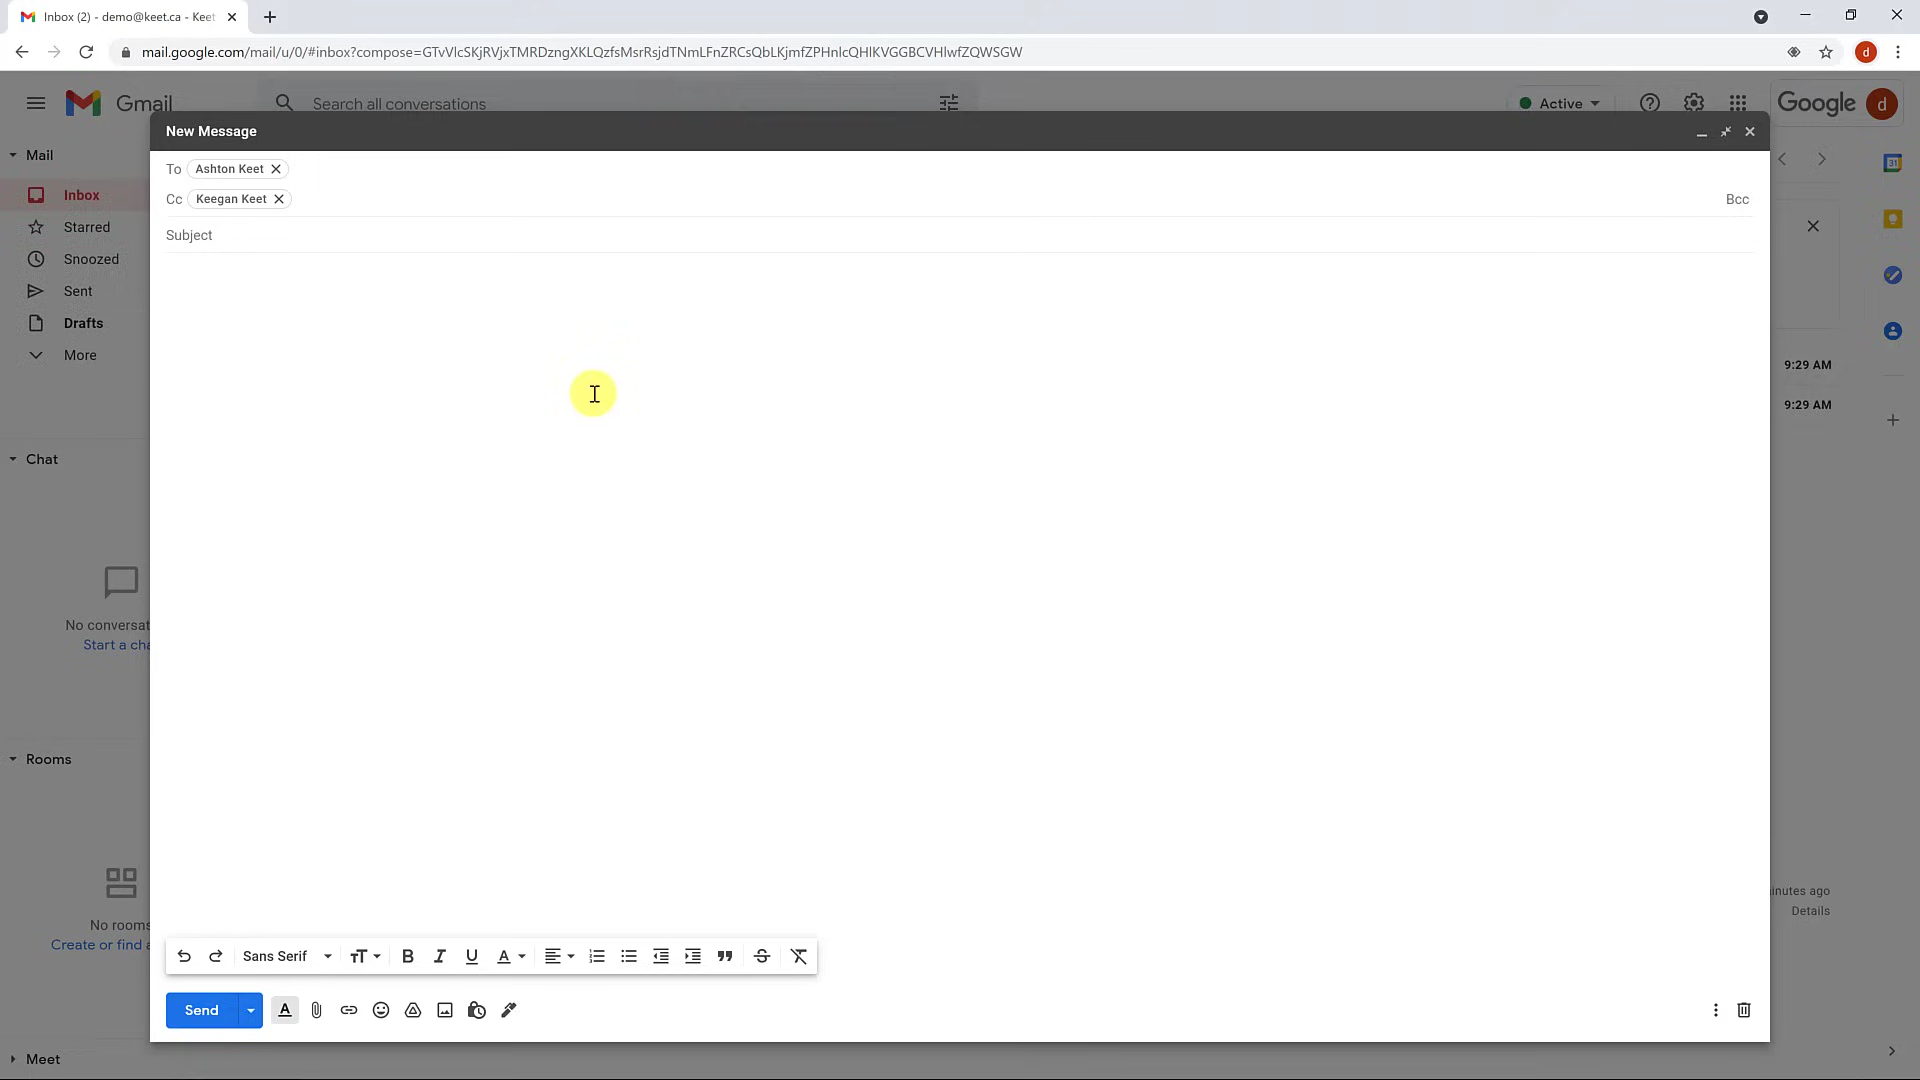 Inbox (2) - demo@keet.ca - Keet
mail.google.com/mail/u/0/#inbox?compose=GTvVlcSKjRVjxTMRDzngXKLQzfsMsrRsjdTNmLFnZRCsQbLKjmfZPHnlcQHlKVGGBCVHlwfZQWSGW
d
Gmail
Search all conversations
Active
Google
d
New Message
Mail
To Ashton Keet
31
Inbox
Cc Keegan Keet
Bcc
Starred
Subject
Snoozed
Sent
Drafts
More
9:29 AM
9:29 AM
Chat
No conversat
Start a cha
Rooms
inutes ago
Details
No rooms
Create or find a
Sans Serif
Send
Meet